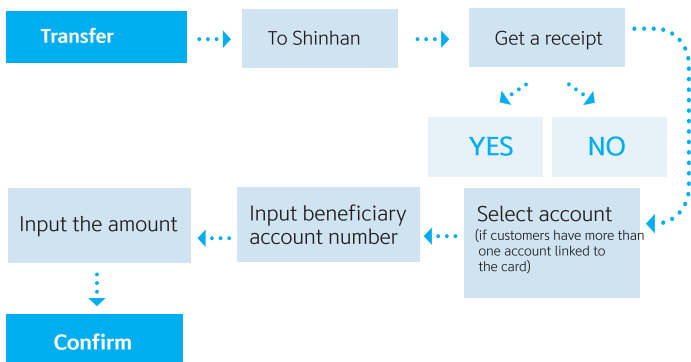 Transfer
To Shinhan
Get a receipt
YES
NO
Select account
(if customers have more than
one account linked to
the card)
Input beneficiary
account number
Input the amount
Confirm